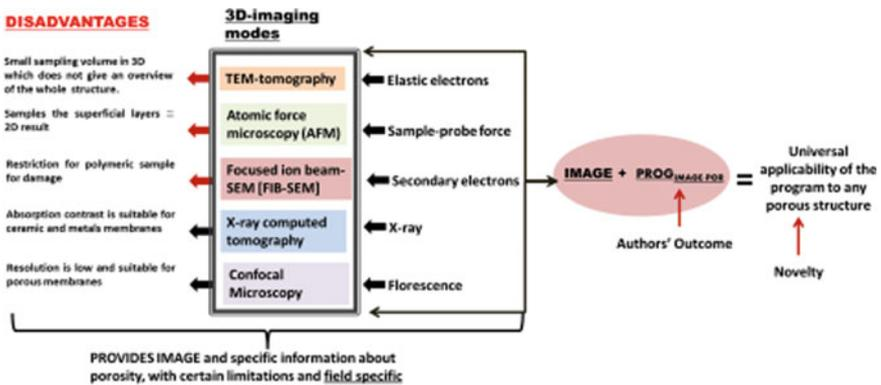 DISADVANTAGES
3D-imaging
modes
Small sampling volume in 3D
which does not give an overview
of the whole structure.
TEM-tomography
Elastic electrons
Samples the superficial layers =
2D result
Atomic force
microscopy (AFM)
Sample-probe force
Restriction for polymeric sample
for damage
Focused ion beam-
SEM [FIB-SEM]
Secondary electrons
Absorption contrast is suitable for
ceramic and metals membranes
X-ray computed
tomography
X-ray
Resolution is low and suitable for
porous membranes
Confocal
Microscopy
Florescence
PROVIDES IMAGE and specific information about
porosity, with certain limitations and field specific
IMAGE + PROG IMAGE POR
=
Authors' Outcome
Universal
applicability of the
program to any
porous structure
Novelty